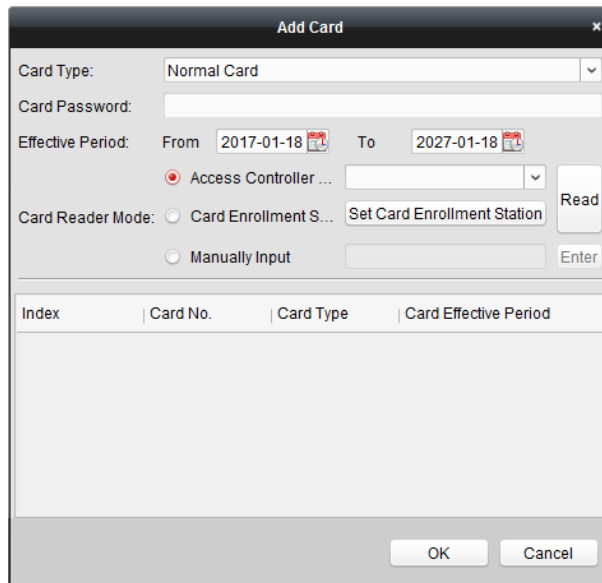 Add Card ×
Card Type: Normal Card
Card Password:
Effective Period: From 2017-01-18 To 2027-01-18
Access Controller ...
Card Reader Mode: Card Enrollment S... Set Card Enrollment Station Read
Manually Input Enter
Index Card No. Card Type Card Effective Period
OK Cancel